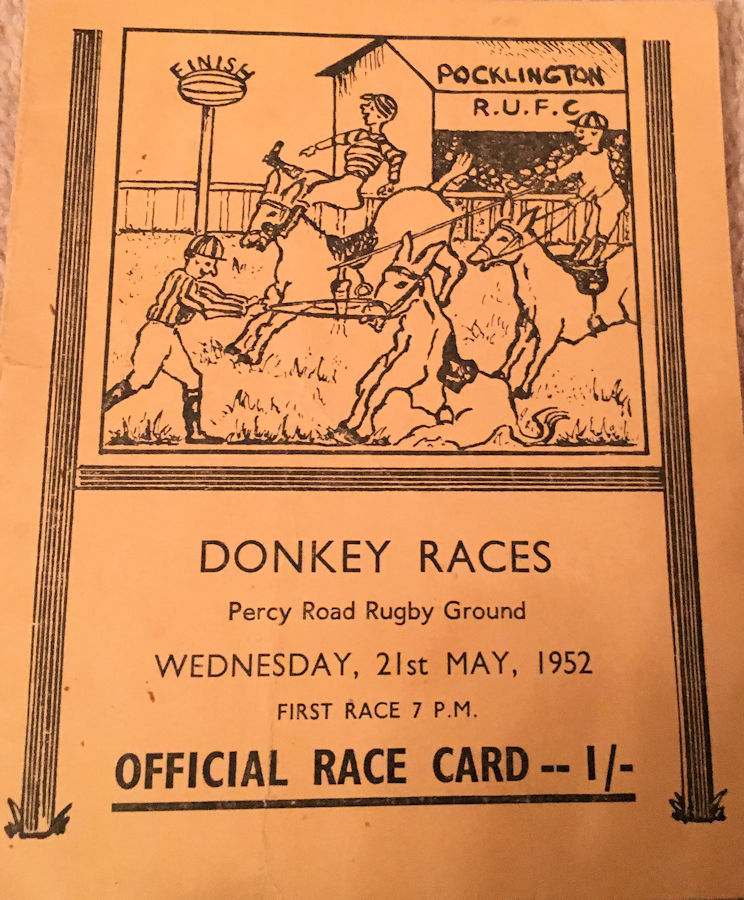 FINISH
POCKLINGTON
R.U.F.C
DONKEY RACES
Percy Road Rugby Ground
WEDNESDAY, 21st MAY, 1952
FIRST RACE 7 P.M.
OFFICIAL RACE CARD -- 1/-